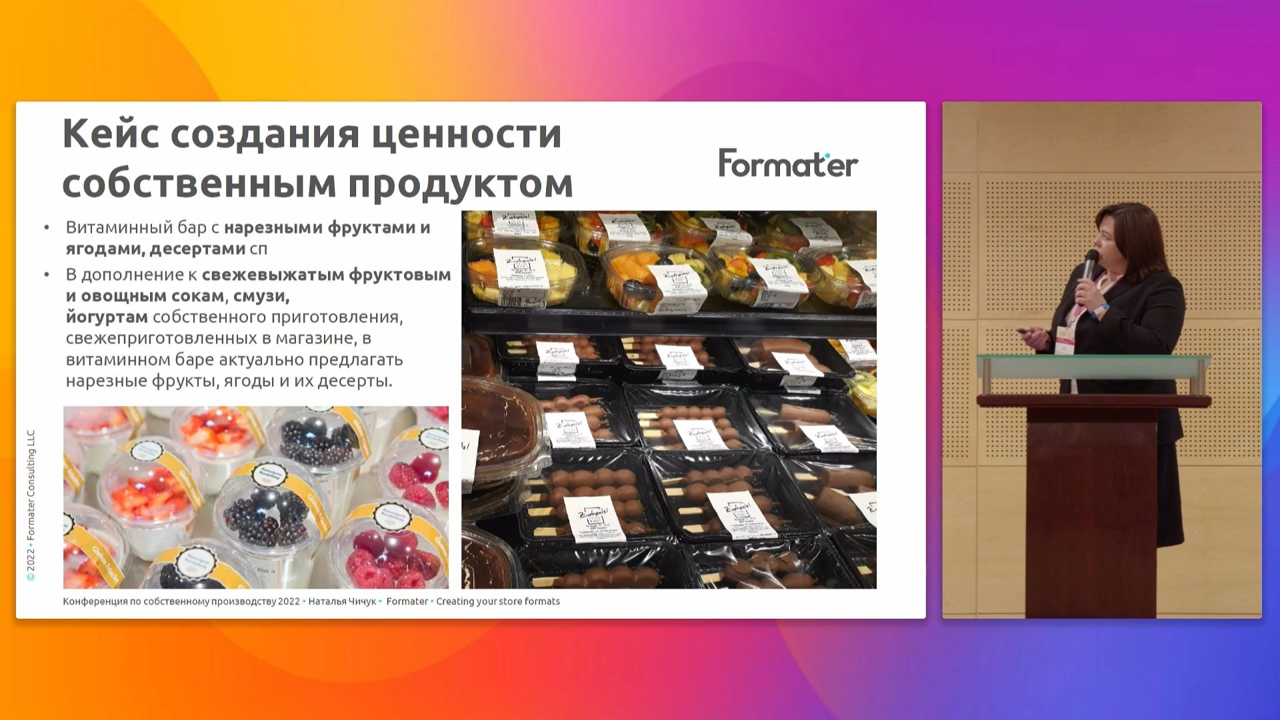 Кейс создания ценности
собственным продуктом
Formater
• Витаминный бар с нарезными фруктами и
ягодами, десертами сп
• В дополнение к свежевыжатым фруктовым
и овощным сокам, смузи,
йогуртам собственного приготовления,
свежеприготовленных в магазине, в
витаминном баре актуально предлагать
нарезные фрукты, ягоды и их десерты.
© 2022 • Formater Consulting LLC
Конференция по собственному производству 2022 • Наталья Чичук • Formater • Creating your store formats